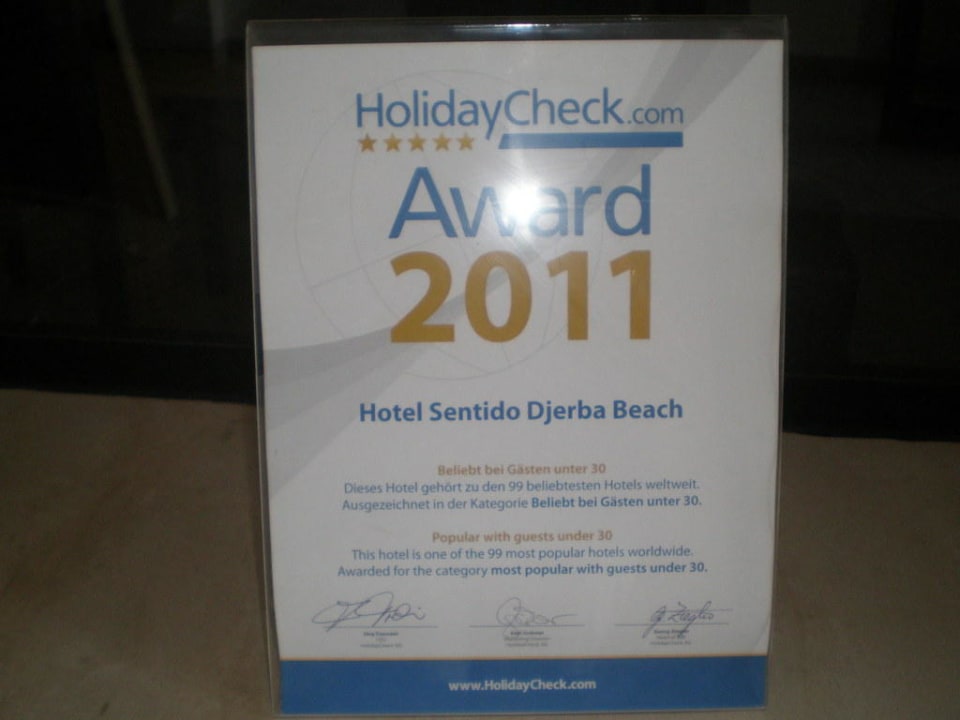 HolidayCheck.com
Award
2011
Hotel Sentido Djerba Beach
Beliebt bei Gästen unter 30
Dieses Hotel gehört zu den 99 beliebtesten Hotels weltweit.
Ausgezeichnet in der Kategorie Beliebt bei Gästen unter 30.
Popular with guests under 30
This hotel is one of the 99 most popular hotels worldwide.
Awarded for the category most popular with guests under 30.
www.HolidayCheck.com